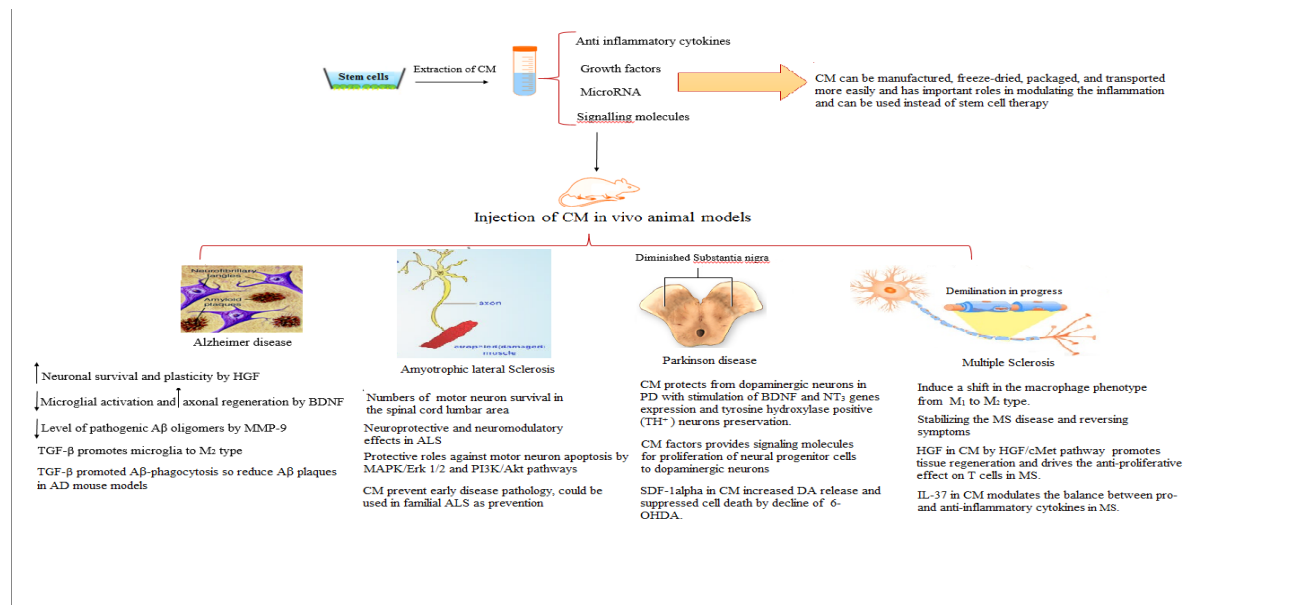 Stem cells
Extraction of CM
Anti inflammatory cytokines
Growth factors
MicroRNA
Signalling molecules
CM can be manufactured, freeze-dried, packaged, and transported
more easily and has important roles in modulating the inflammation
and can be used instead of stem cell therapy
Injection of CM in vivo animal models
Neurofibrillary
tangles
Amyloid
plaques
Alzheimer disease
↑ Neuronal survival and plasticity by HGF
↓ Microglial activation and ↑ axonal regeneration by BDNF
↓ Level of pathogenic Aβ oligomers by MMP-9
TGF-β promotes microglia to M₂ type
TGF-β promoted Aβ-phagocytosis so reduce Aβ plaques
in AD mouse models
axon
muscle
Amyotrophic lateral Sclerosis
Numbers of motor neuron survival in
the spinal cord lumbar area
Neuroprotective and neuromodulatory
effects in ALS
Protective roles against motor neuron apoptosis by
MAPK/Erk 1/2 and PI3K/Akt pathways
CM prevent early disease pathology, could be
used in familial ALS as prevention
Diminished Substantia nigra
Parkinson disease
CM protects from dopaminergic neurons in
PD with stimulation of BDNF and NT₃ genes
expression and tyrosine hydroxylase positive
(TH⁺ ) neurons preservation.
CM factors provides signaling molecules
for proliferation of neural progenitor cells
to dopaminergic neurons
SDF-1alpha in CM increased DA release and
suppressed cell death by decline of 6-
OHDA.
Demilination in progress
Multiple Sclerosis
Induce a shift in the macrophage phenotype
from M₁ to M₂ type.
Stabilizing the MS disease and reversing
symptoms
HGF in CM by HGF/cMet pathway promotes
tissue regeneration and drives the anti-proliferative
effect on T cells in MS.
IL-37 in CM modulates the balance between pro-
and anti-inflammatory cytokines in MS.